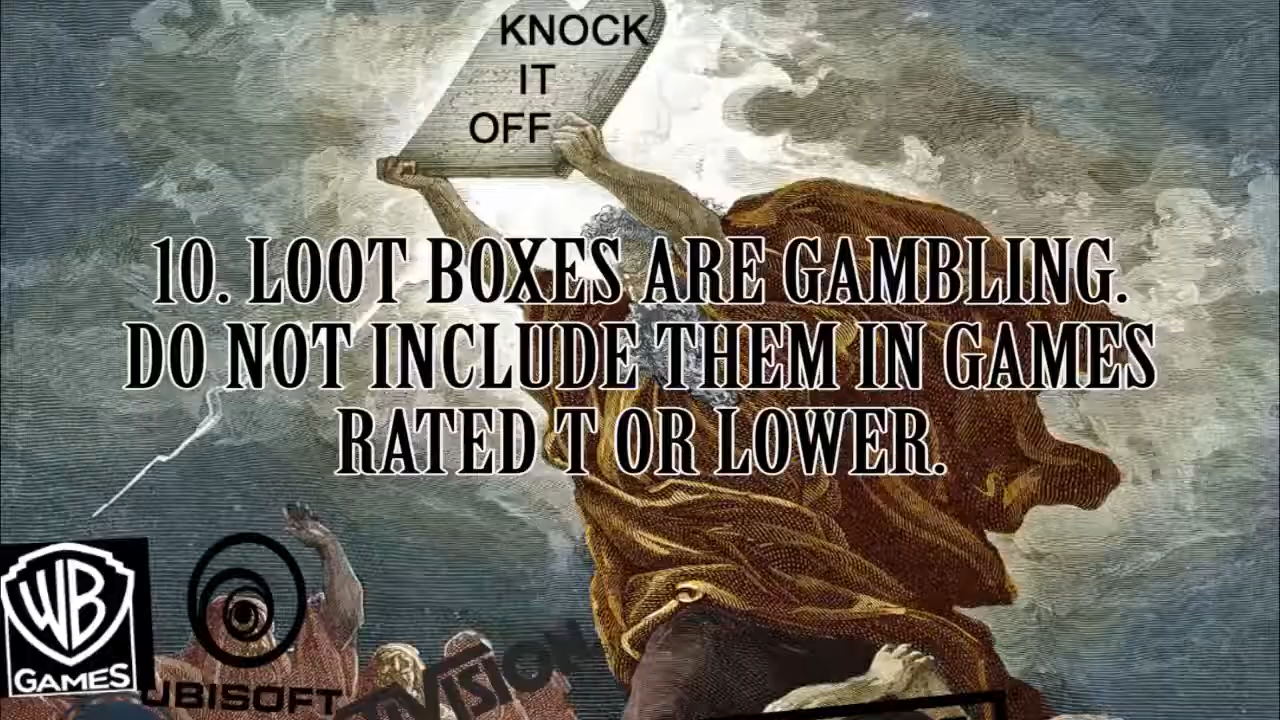 KNOCK
IT
OFF
10. LOOT BOXES ARE GAMBLING.
DO NOT INCLUDE THEM IN GAMES
RATED T OR LOWER.
WB
GAMES
UBISOFT
TIVISION